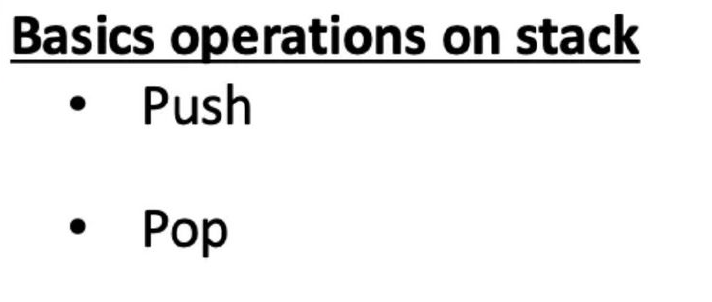 Basics operations on stack
• Push
• Pop